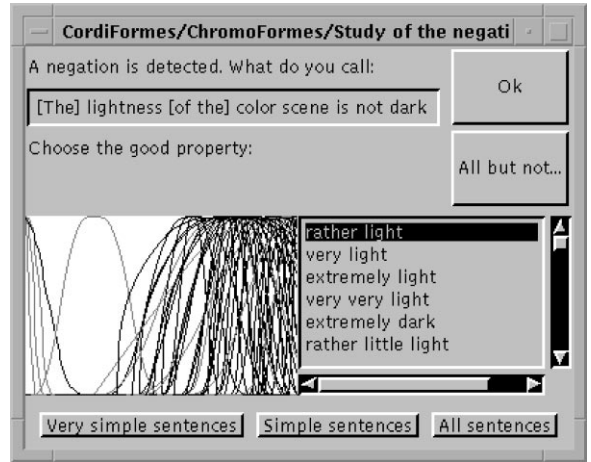 CordiFormes/ChromoFormes/Study of the negati
A negation is detected. What do you call:
[The] lightness [of the] color scene is not dark
Ok
Choose the good property:
All but not...
rather light
very light
extremely light
very very light
extremely dark
rather little light
Very simple sentences
Simple sentences
All sentences